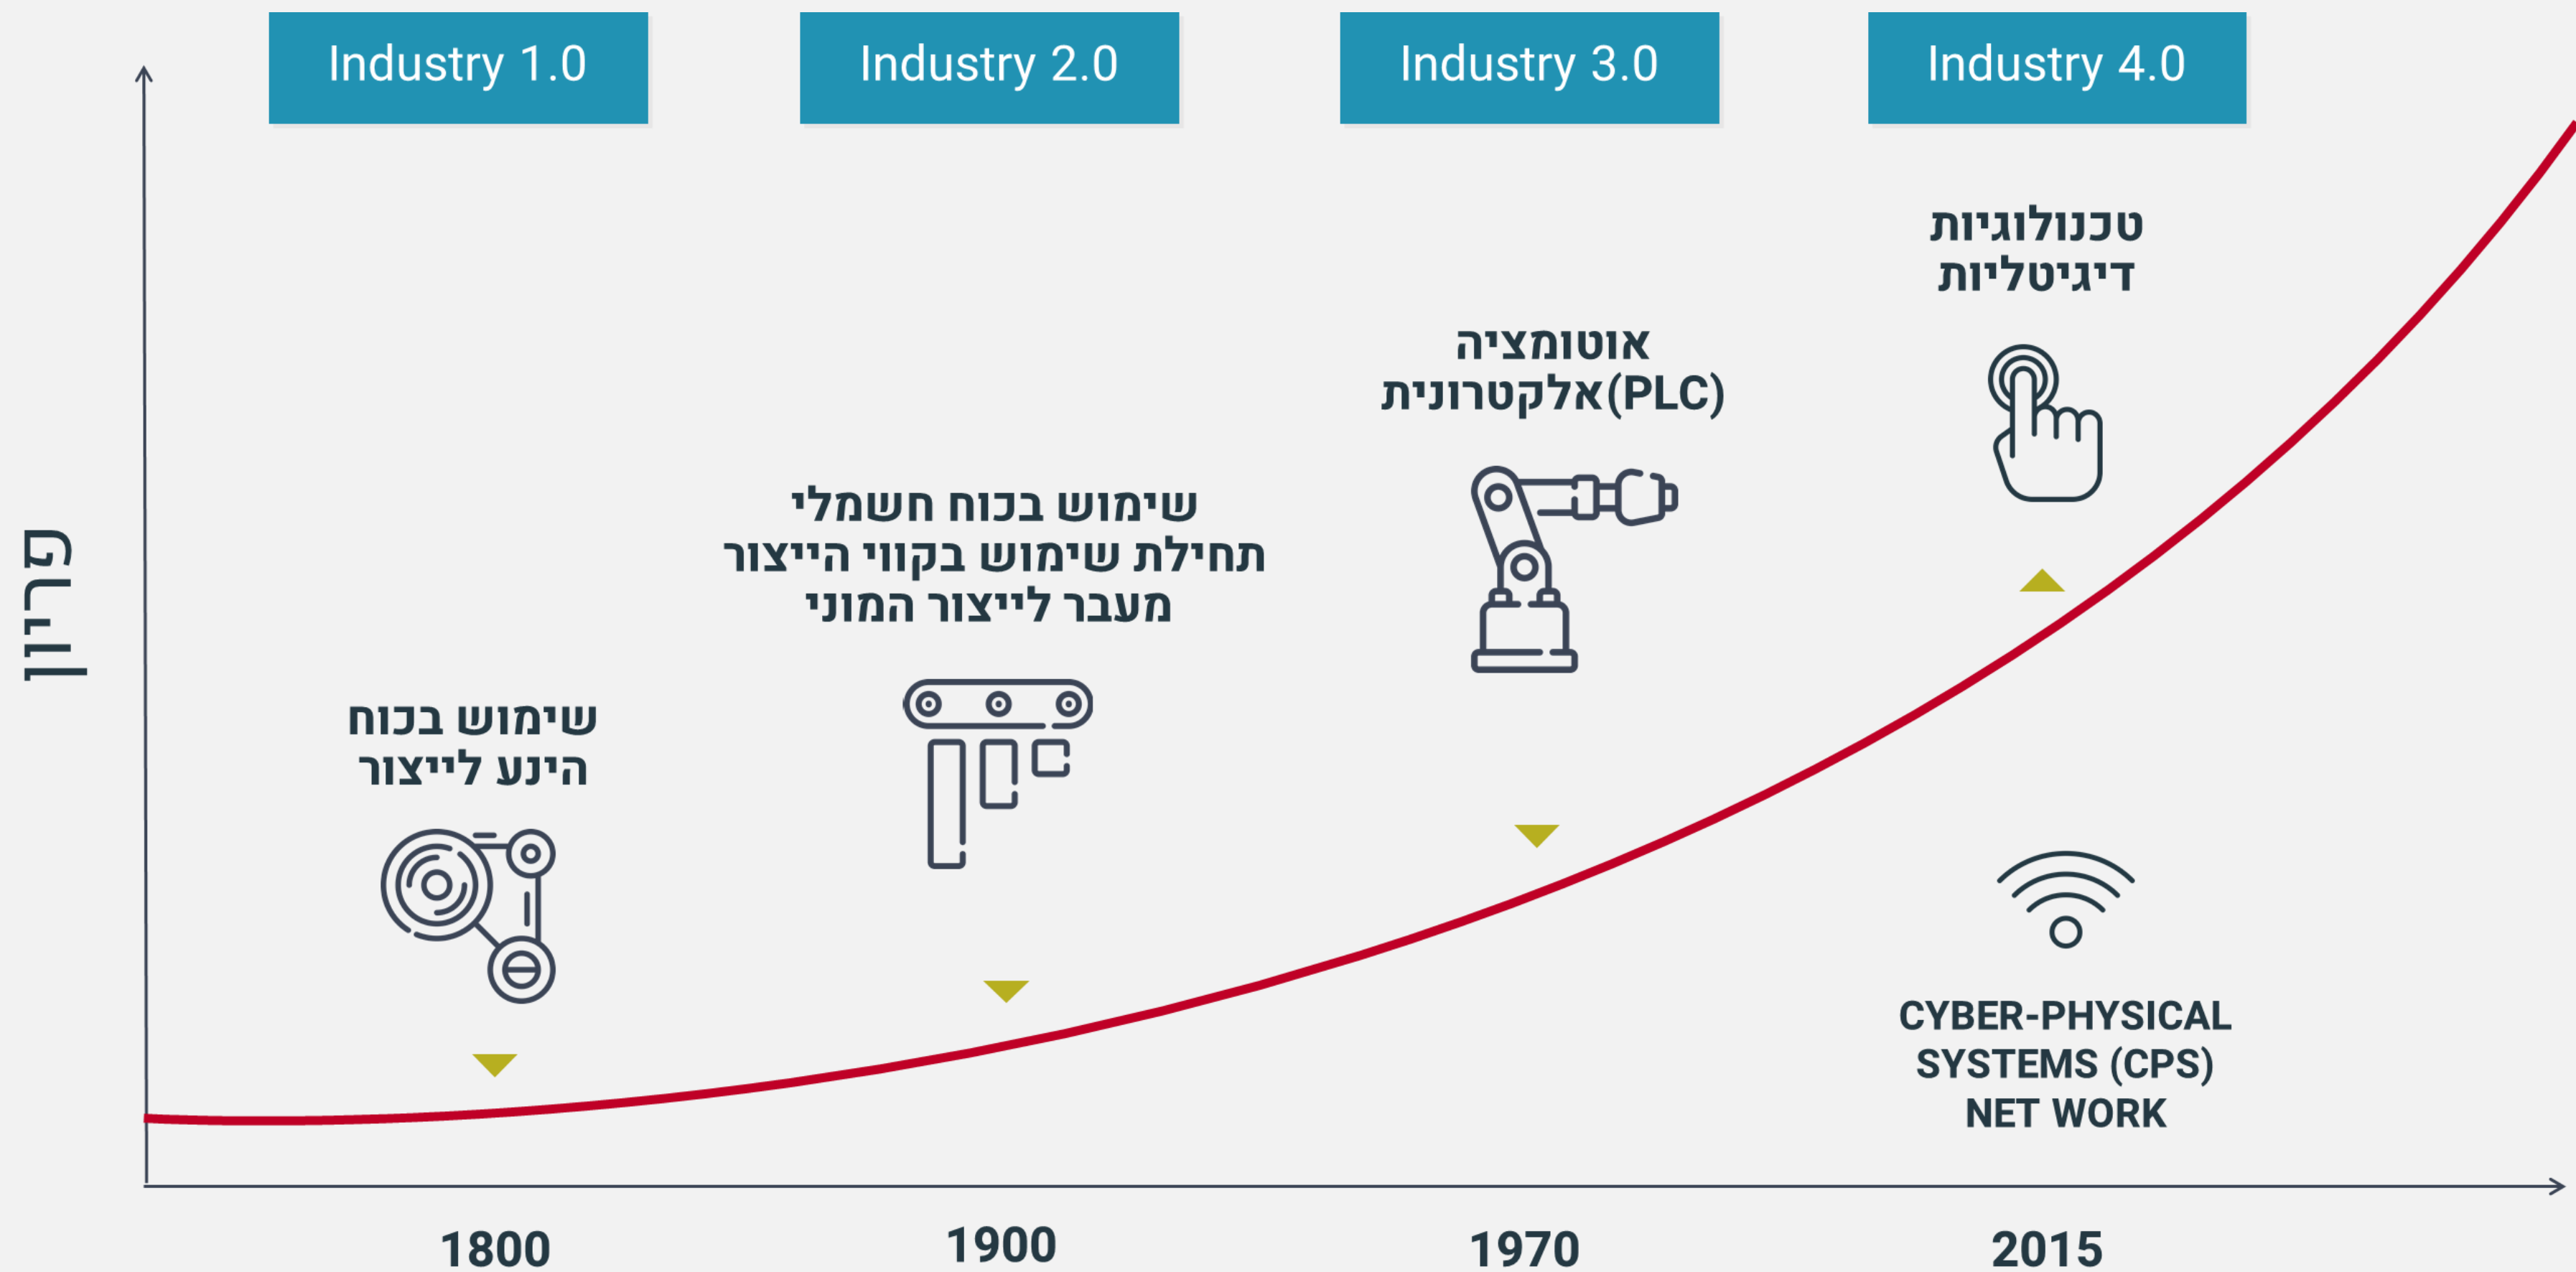 Industry 1.0
Industry 2.0
Industry 3.0
Industry 4.0
פריון
שימוש בכוח
הינע לייצור
שימוש בכוח חשמלי
תחילת שימוש בקווי הייצור
מעבר לייצור המוני
אוטומציה
(PLC)אלקטרונית
טכנולוגיות
דיגיטליות
CYBER-PHYSICAL
SYSTEMS (CPS)
NET WORK
1800
1900
1970
2015